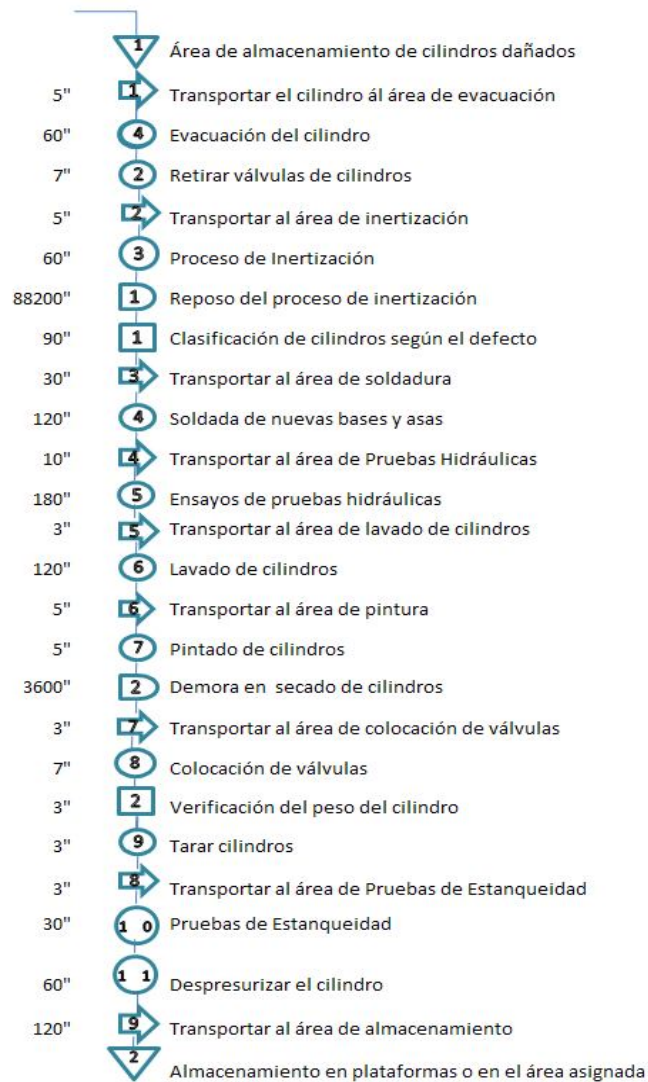 1 Área de almacenamiento de cilindros dañados
5" 1 Transportar el cilindro ál área de evacuación
60" 4 Evacuación del cilindro
7" 2 Retirar válvulas de cilindros
5" 2 Transportar al área de inertización
60" 3 Proceso de Inertización
88200" 1 Reposo del proceso de inertización
90" 1 Clasificación de cilindros según el defecto
30" 3 Transportar al área de soldadura
120" 4 Soldada de nuevas bases y asas
10" 4 Transportar al área de Pruebas Hidráulicas
180" 5 Ensayos de pruebas hidráulicas
3" 5 Transportar al área de lavado de cilindros
120" 6 Lavado de cilindros
5" 6 Transportar al área de pintura
5" 7 Pintado de cilindros
3600" 2 Demora en secado de cilindros
3" 7 Transportar al área de colocación de válvulas
7" 8 Colocación de válvulas
3" 2 Verificación del peso del cilindro
3" 9 Tarar cilindros
3" 8 Transportar al área de Pruebas de Estanqueidad
30" 1 0 Pruebas de Estanqueidad
60" 1 1 Despresurizar el cilindro
120" 9 Transportar al área de almacenamiento
2 Almacenamiento en plataformas o en el área asignada